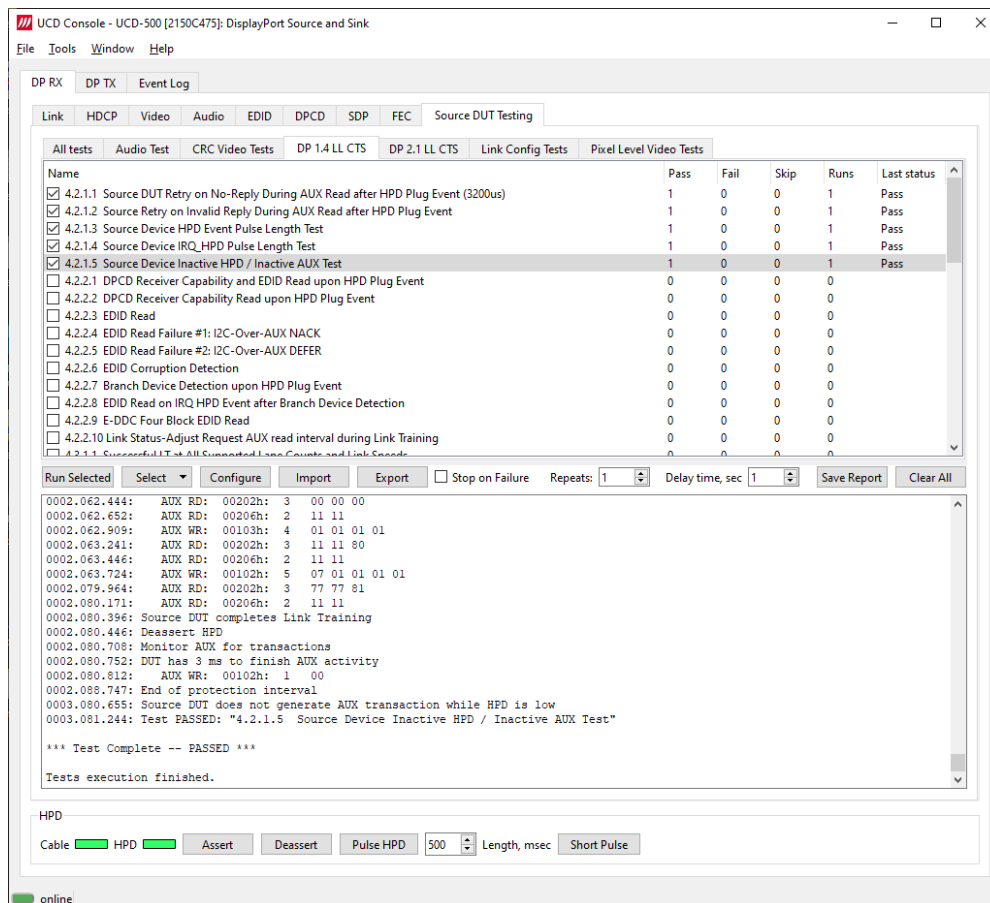 UCD Console - UCD-500 [2150C475]: DisplayPort Source and Sink
File Tools Window Help
DP RX DP TX Event Log
Link HDCP Video Audio EDID DPCD SDP FEC Source DUT Testing
All tests Audio Test CRC Video Tests DP 1.4 LL CTS DP 2.1 LL CTS Link Config Tests Pixel Level Video Tests
Name Pass Fail Skip Runs Last status
4.2.1.1 Source DUT Retry on No-Reply During AUX Read after HPD Plug Event (3200us) 1 0 0 1 Pass
4.2.1.2 Source Retry on Invalid Reply During AUX Read after HPD Plug Event 1 0 0 1 Pass
4.2.1.3 Source Device HPD Event Pulse Length Test 1 0 0 1 Pass
4.2.1.4 Source Device IRQ_HPD Pulse Length Test 1 0 0 1 Pass
4.2.1.5 Source Device Inactive HPD / Inactive AUX Test 1 0 0 1 Pass
4.2.2.1 DPCD Receiver Capability and EDID Read upon HPD Plug Event 0 0 0 0
4.2.2.2 DPCD Receiver Capability Read upon HPD Plug Event 0 0 0 0
4.2.2.3 EDID Read 0 0 0 0
4.2.2.4 EDID Read Failure #1: I2C-Over-AUX NACK 0 0 0 0
4.2.2.5 EDID Read Failure #2: I2C-Over-AUX DEFER 0 0 0 0
4.2.2.6 EDID Corruption Detection 0 0 0 0
4.2.2.7 Branch Device Detection upon HPD Plug Event 0 0 0 0
4.2.2.8 EDID Read on IRQ HPD Event after Branch Device Detection 0 0 0 0
4.2.2.9 E-DDC Four Block EDID Read 0 0 0 0
4.2.2.10 Link Status-Adjust Request AUX read interval during Link Training 0 0 0 0
4.3.1.1 Successful LT at All Supported Lane Counts and Link Speeds 0 0 0 0
Run Selected Select Configure Import Export Stop on Failure Repeats: 1 Delay time, sec 1 Save Report Clear All
0002.062.444: AUX RD: 00202h: 3 00 00 00
0002.062.652: AUX RD: 00206h: 2 11 11
0002.062.909: AUX WR: 00103h: 4 01 01 01 01
0002.063.241: AUX RD: 00202h: 3 11 11 80
0002.063.446: AUX RD: 00206h: 2 11 11
0002.063.724: AUX WR: 00102h: 5 07 01 01 01 01
0002.079.964: AUX RD: 00202h: 3 77 77 81
0002.080.171: AUX RD: 00206h: 2 11 11
0002.080.396: Source DUT completes Link Training
0002.080.446: Deassert HPD
0002.080.708: Monitor AUX for transactions
0002.080.752: DUT has 3 ms to finish AUX activity
0002.080.812: AUX WR: 00102h: 1 00
0002.088.747: End of protection interval
0003.080.655: Source DUT does not generate AUX transaction while HPD is low
0003.081.244: Test PASSED: "4.2.1.5 Source Device Inactive HPD / Inactive AUX Test"
*** Test Complete -- PASSED ***
Tests execution finished.
HPD
Cable HPD Assert Deassert Pulse HPD 500 Length, msec Short Pulse
online